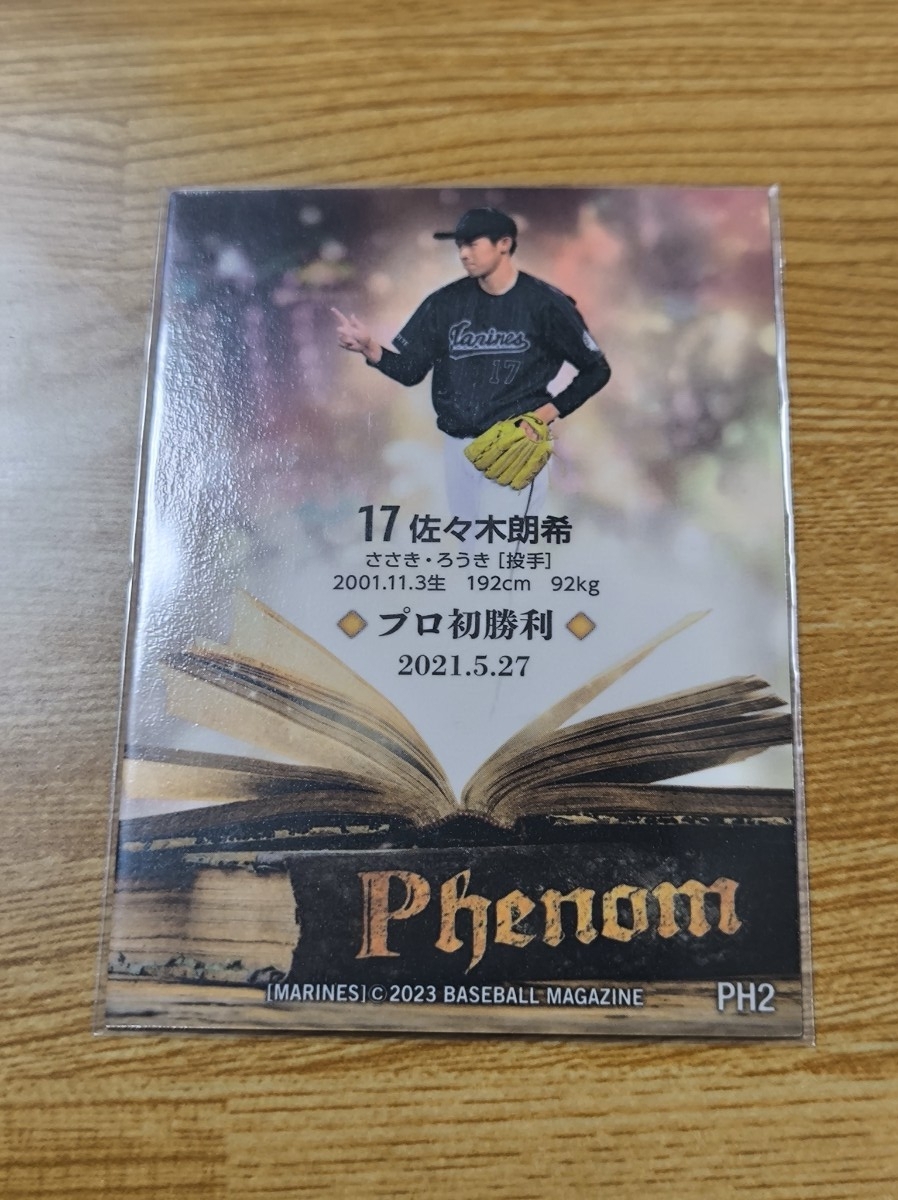 Marines
17
17 佐々木朗希
ささき・ろうき [投手]
2001.11.3生 192cm 92kg
プロ初勝利
2021.5.27
Phenom
[MARINES]©2023 BASEBALL MAGAZINE
PH2